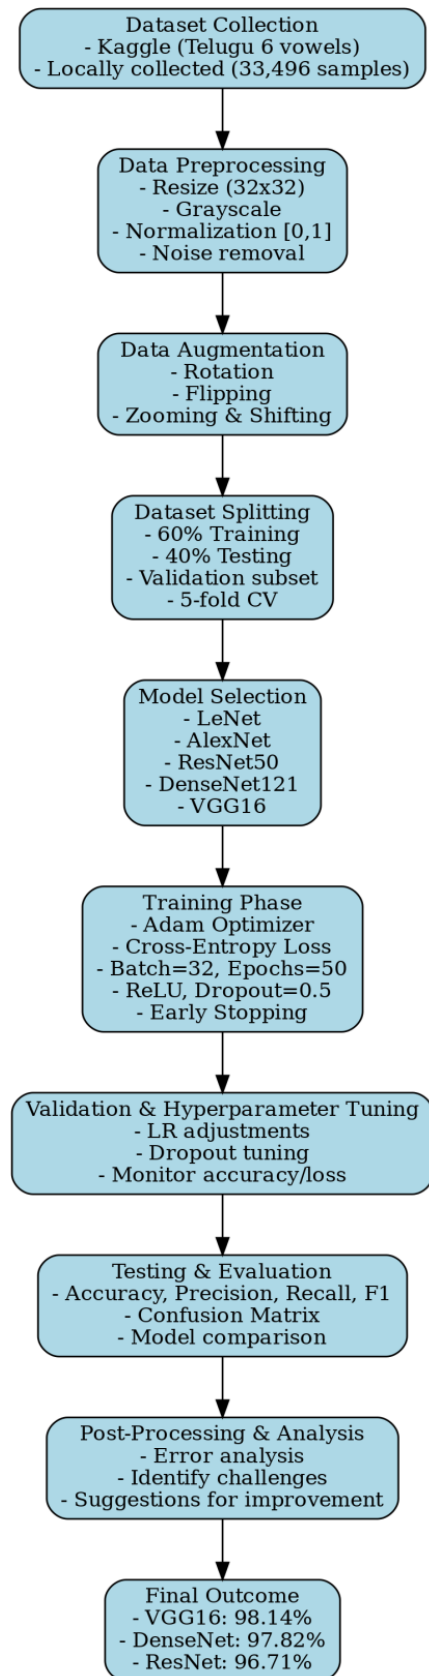 Dataset Collection
- Kaggle (Telugu 6 vowels)
- Locally collected (33,496 samples)
Data Preprocessing
- Resize (32x32)
- Grayscale
- Normalization [0,1]
- Noise removal
Data Augmentation
- Rotation
- Flipping
- Zooming & Shifting
Dataset Splitting
- 60% Training
- 40% Testing
- Validation subset
- 5-fold CV
Model Selection
- LeNet
- AlexNet
- ResNet50
- DenseNet121
- VGG16
Training Phase
- Adam Optimizer
- Cross-Entropy Loss
- Batch=32, Epochs=50
- ReLU, Dropout=0.5
- Early Stopping
Validation & Hyperparameter Tuning
- LR adjustments
- Dropout tuning
- Monitor accuracy/loss
Testing & Evaluation
- Accuracy, Precision, Recall, F1
- Confusion Matrix
- Model comparison
Post-Processing & Analysis
- Error analysis
- Identify challenges
- Suggestions for improvement
Final Outcome
- VGG16: 98.14%
- DenseNet: 97.82%
- ResNet: 96.71%